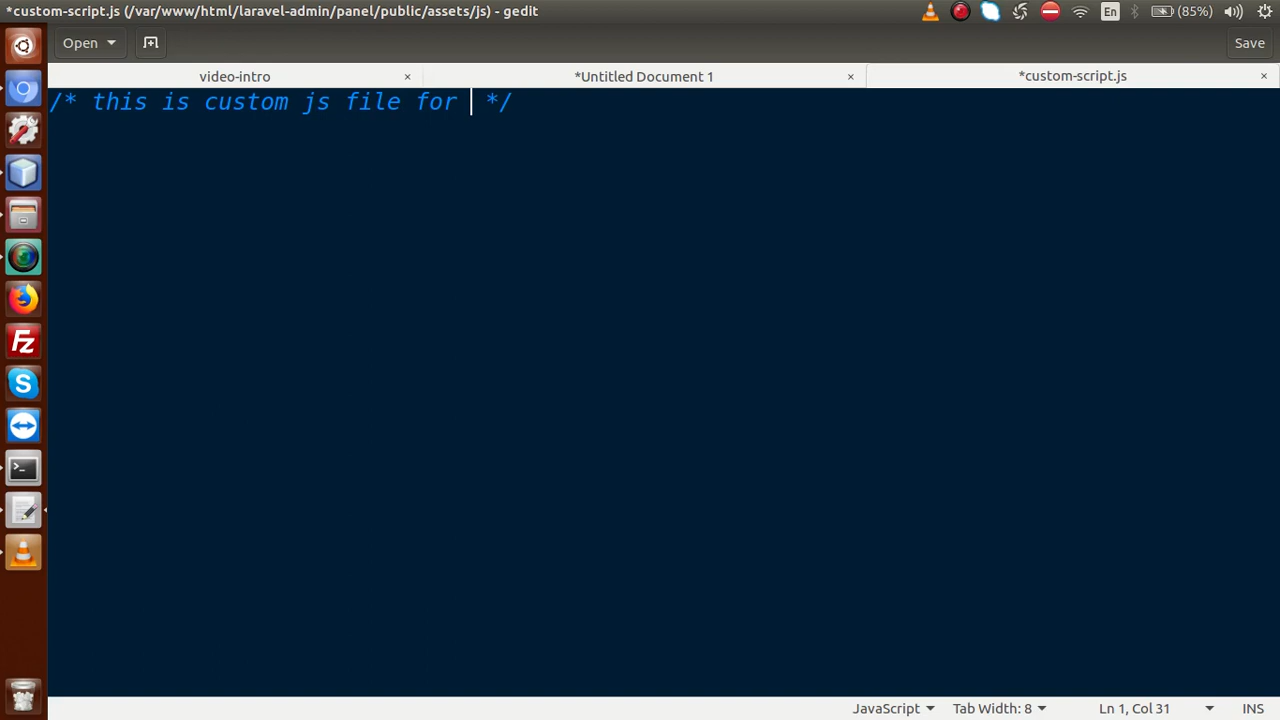 *custom-script.js (/var/www/html/laravel-admin/panel/public/assets/js) - gedit
En
(85%)
Open
Save
video-intro ×
*Untitled Document 1 ×
*custom-script.js ×
/* this is custom js file for  */
JavaScript
Tab Width: 8
Ln 1, Col 31
INS